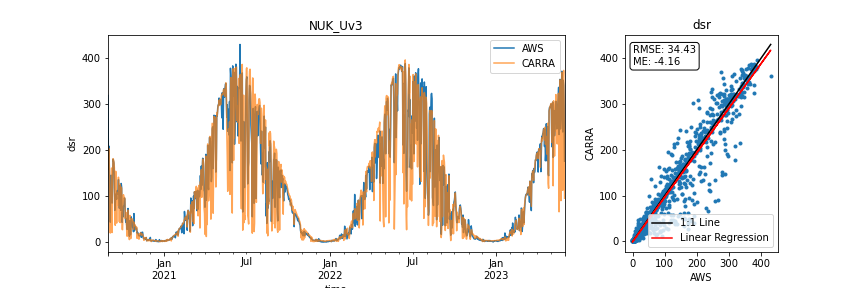 NUK_Uv3
dsr
AWS
CARRA
400
300
200
100
0
dsr
Jan
2021
Jul
Jan
2022
Jul
Jan
2023
time
RMSE: 34.43
ME: -4.16
400
300
200
100
0
CARRA
1:1 Line
Linear Regression
0
100
200
300
400
AWS